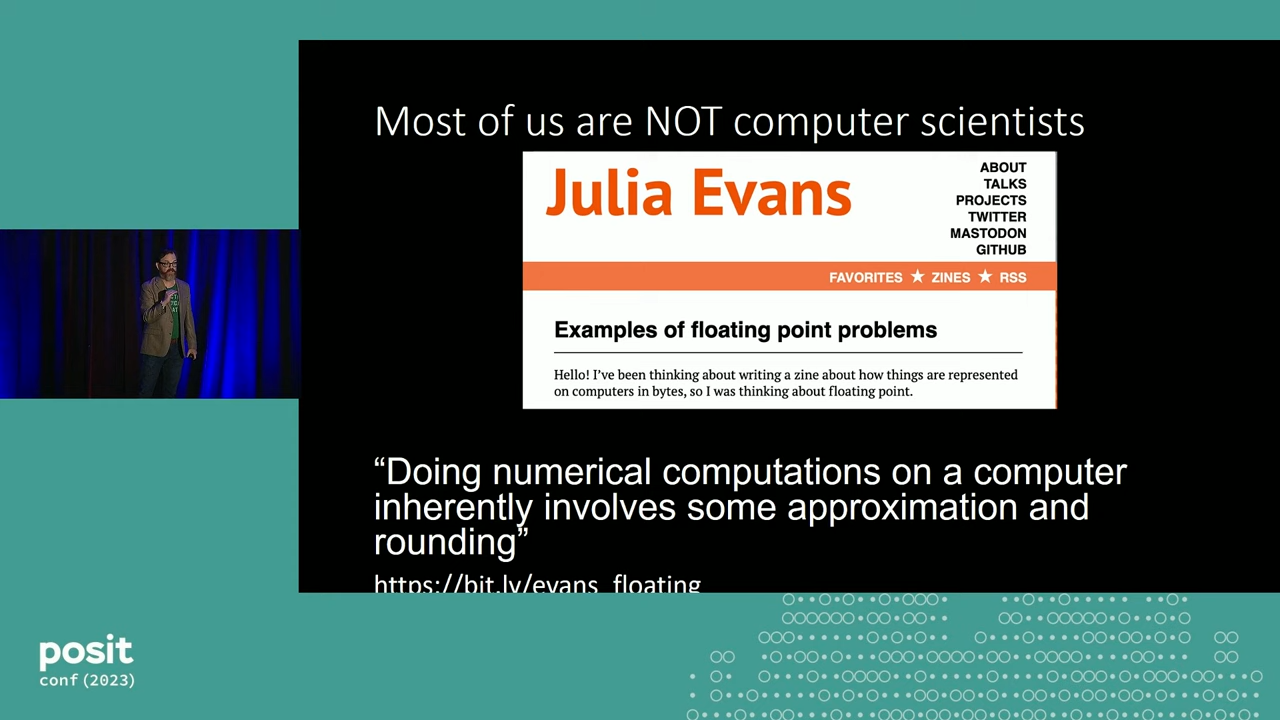 Most of us are NOT computer scientists
Julia Evans
ABOUT
TALKS
PROJECTS
TWITTER
MASTODON
GITHUB
FAVORITES ★ ZINES ★ RSS
Examples of floating point problems
Hello! I've been thinking about writing a zine about how things are represented
on computers in bytes, so I was thinking about floating point.
“Doing numerical computations on a computer
inherently involves some approximation and
rounding”
https://bit.ly/evans_floating
posit
conf(2023)